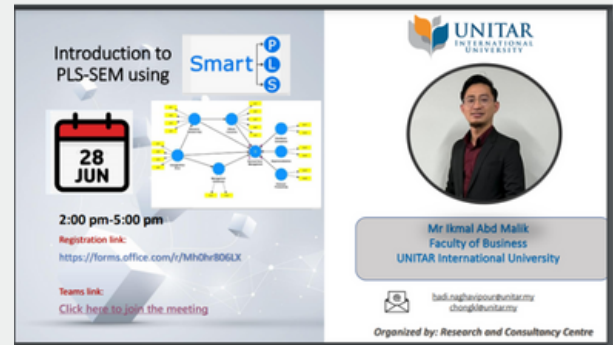 Introduction to
PLS-SEM using
Smart
P
L
S
28
JUN
2:00 pm-5:00 pm
Registration link:
https://forms.office.com/r/Mh0hr806LX
Teams link:
Click here to join the meeting
UNITAR
INTERNATIONAL
UNIVERSITY
Mr Ikmal Abd Malik
Faculty of Business
UNITAR International University
hadi.naghavipour@unitar.my
chongkl@unitar.my
Organized by: Research and Consultancy Centre